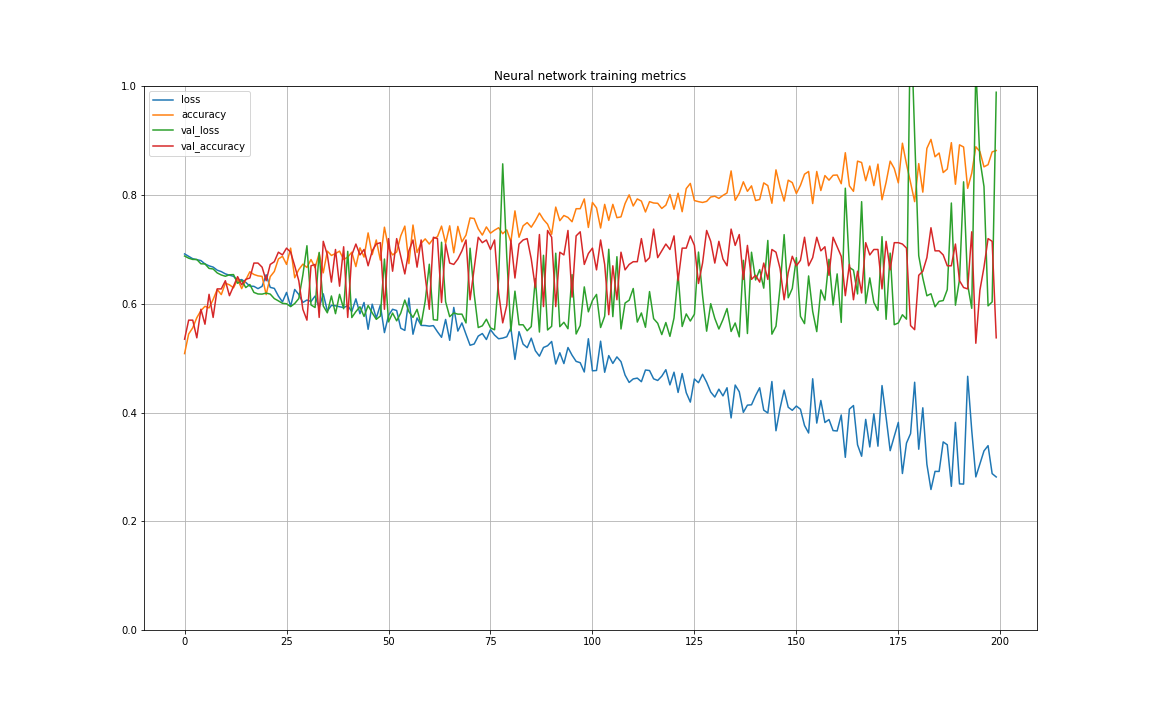 Neural network training metrics
loss
accuracy
val_loss
val_accuracy
1.0
0.8
0.6
0.4
0.2
0.0
0 25 50 75 100 125 150 175 200